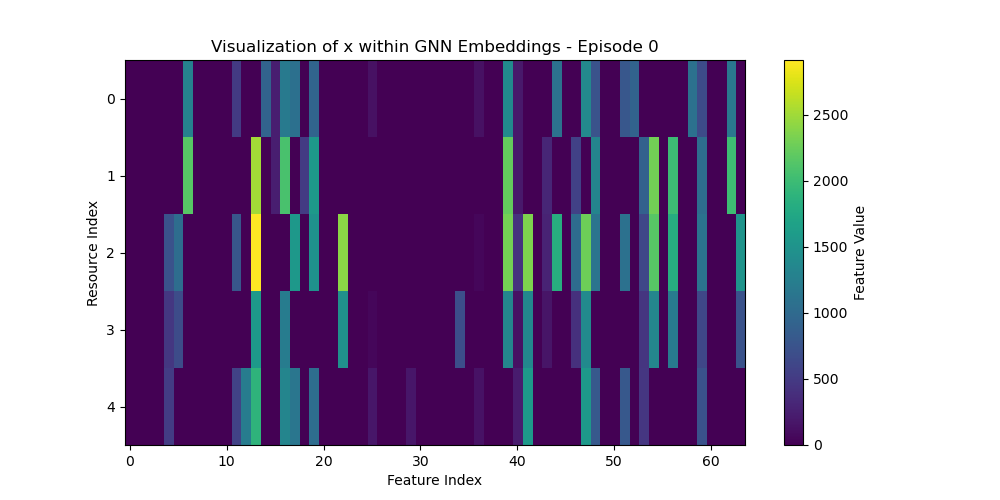 Visualization of x within GNN Embeddings - Episode 0
Resource Index
0
1
2
3
4
0 10 20 30 40 50 60
Feature Index
2500
2000
1500
1000
500
0
Feature Value